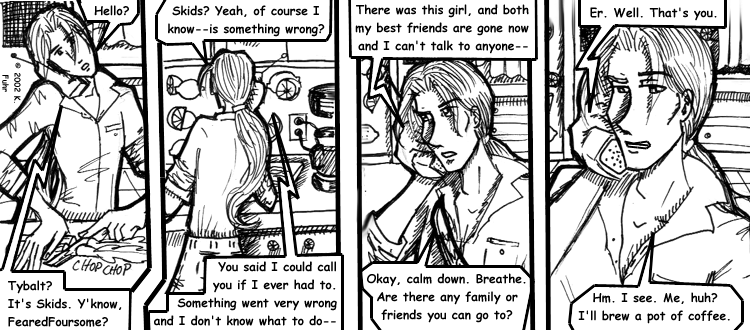 Hello?
© 2002 K. Fuhr
CHOP CHOP
Tybalt?
It's Skids. Y'know,
FearedFoursome?
Skids? Yeah, of course I
know--is something wrong?
You said I could call
you if I ever had to.
Something went very wrong
and I don't know what to do--
There was this girl, and both
my best friends are gone now
and I can't talk to anyone--
Okay, calm down. Breathe.
Are there any family or
friends you can go to?
Er. Well. That's you.
Hm. I see. Me, huh?
I'll brew a pot of coffee.